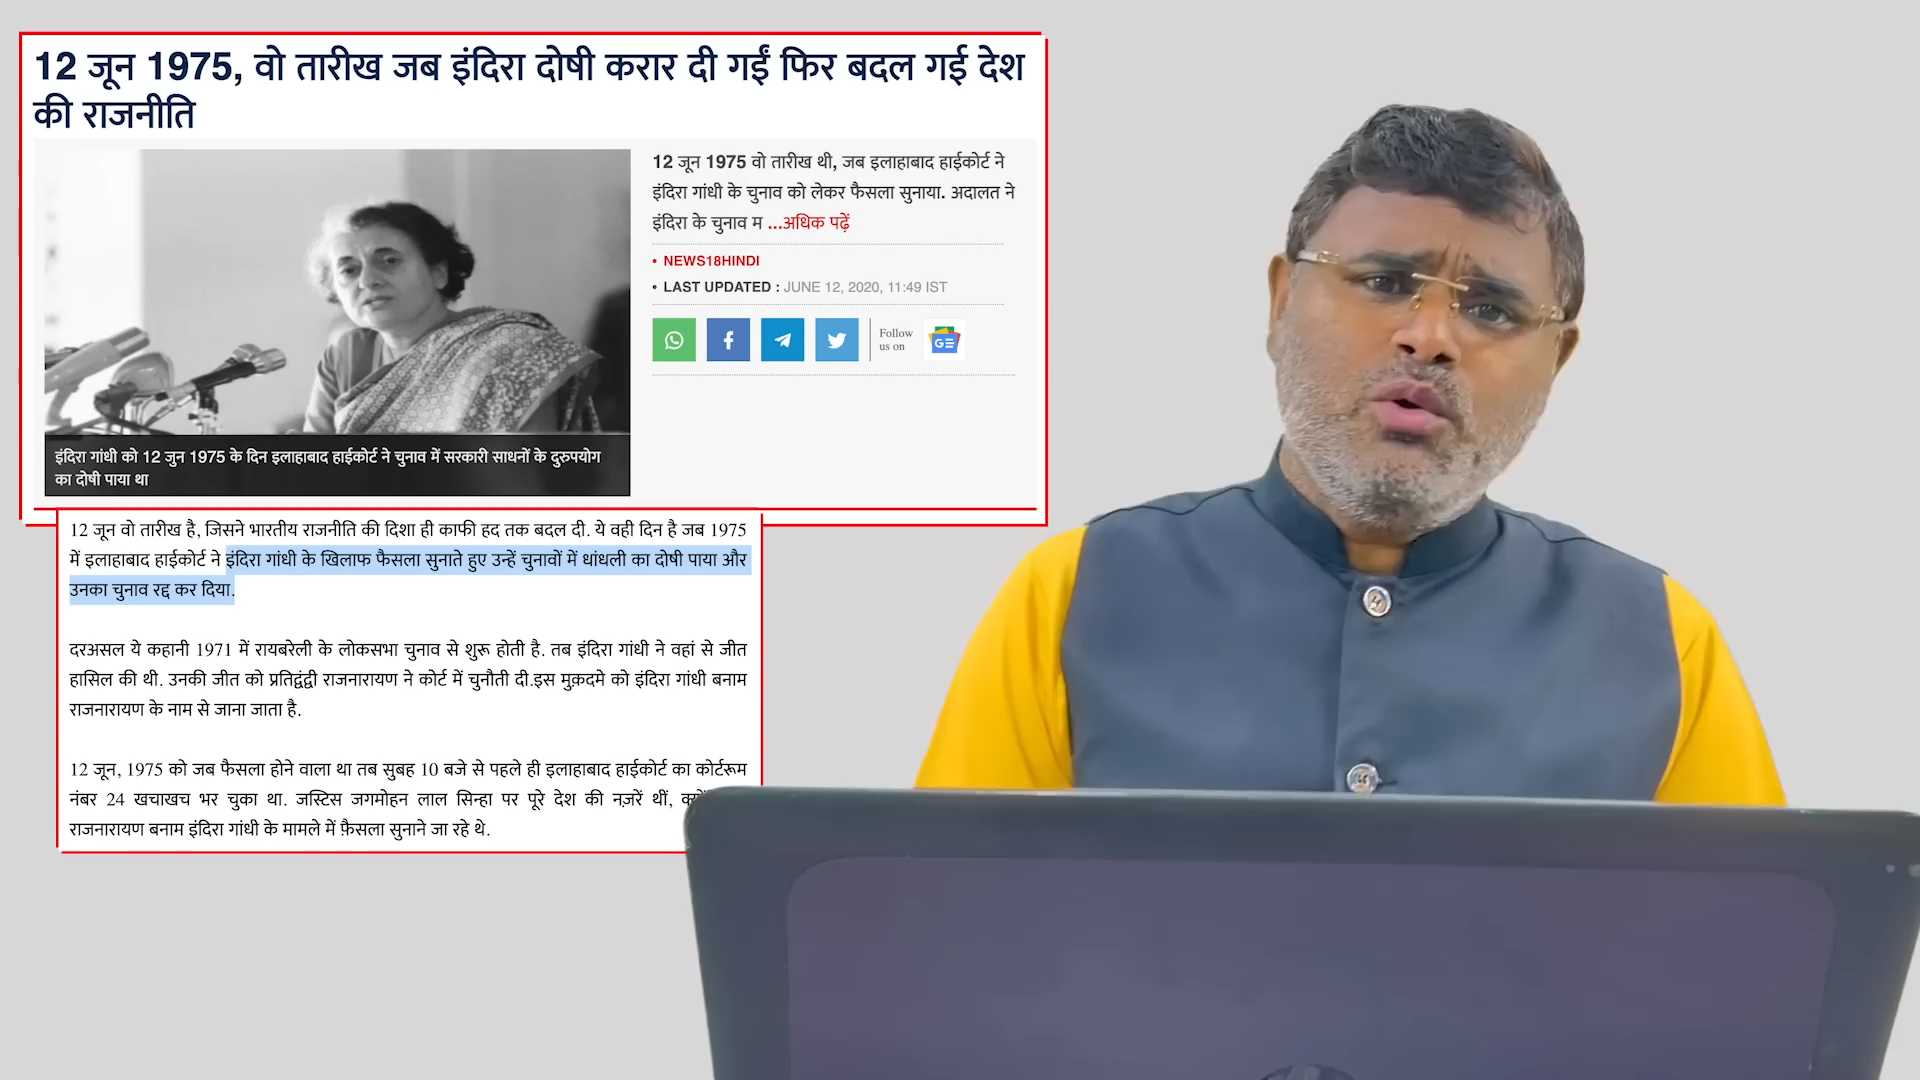 12 जून 1975, वो तारीख जब इंदिरा दोषी करार दी गईं फिर बदल गई देश
की राजनीति
12 जून 1975 वो तारीख थी, जब इलाहाबाद हाईकोर्ट ने
इंदिरा गांधी के चुनाव को लेकर फैसला सुनाया. अदालत ने
इंदिरा के चुनाव म ...अधिक पढ़ें
• NEWS18HINDI
• LAST UPDATED : JUNE 12, 2020, 11:49 IST
Follow
us on
GE
इंदिरा गांधी को 12 जुन 1975 के दिन इलाहाबाद हाईकोर्ट ने चुनाव में सरकारी साधनों के दुरुपयोग
का दोषी पाया था
12 जून वो तारीख है, जिसने भारतीय राजनीति की दिशा ही काफी हद तक बदल दी. ये वही दिन है जब 1975
में इलाहाबाद हाईकोर्ट ने इंदिरा गांधी के खिलाफ फैसला सुनाते हुए उन्हें चुनावों में धांधली का दोषी पाया और
उनका चुनाव रद्द कर दिया.
दरअसल ये कहानी 1971 में रायबरेली के लोकसभा चुनाव से शुरू होती है. तब इंदिरा गांधी ने वहां से जीत
हासिल की थी. उनकी जीत को प्रतिद्वंद्वी राजनारायण ने कोर्ट में चुनौती दी.इस मुक़दमे को इंदिरा गांधी बनाम
राजनारायण के नाम से जाना जाता है.
12 जून, 1975 को जब फैसला होने वाला था तब सुबह 10 बजे से पहले ही इलाहाबाद हाईकोर्ट का कोर्टरूम
नंबर 24 खचाखच भर चुका था. जस्टिस जगमोहन लाल सिन्हा पर पूरे देश की नज़रें थीं,
राजनारायण बनाम इंदिरा गांधी के मामले में फ़ैसला सुनाने जा रहे थे.